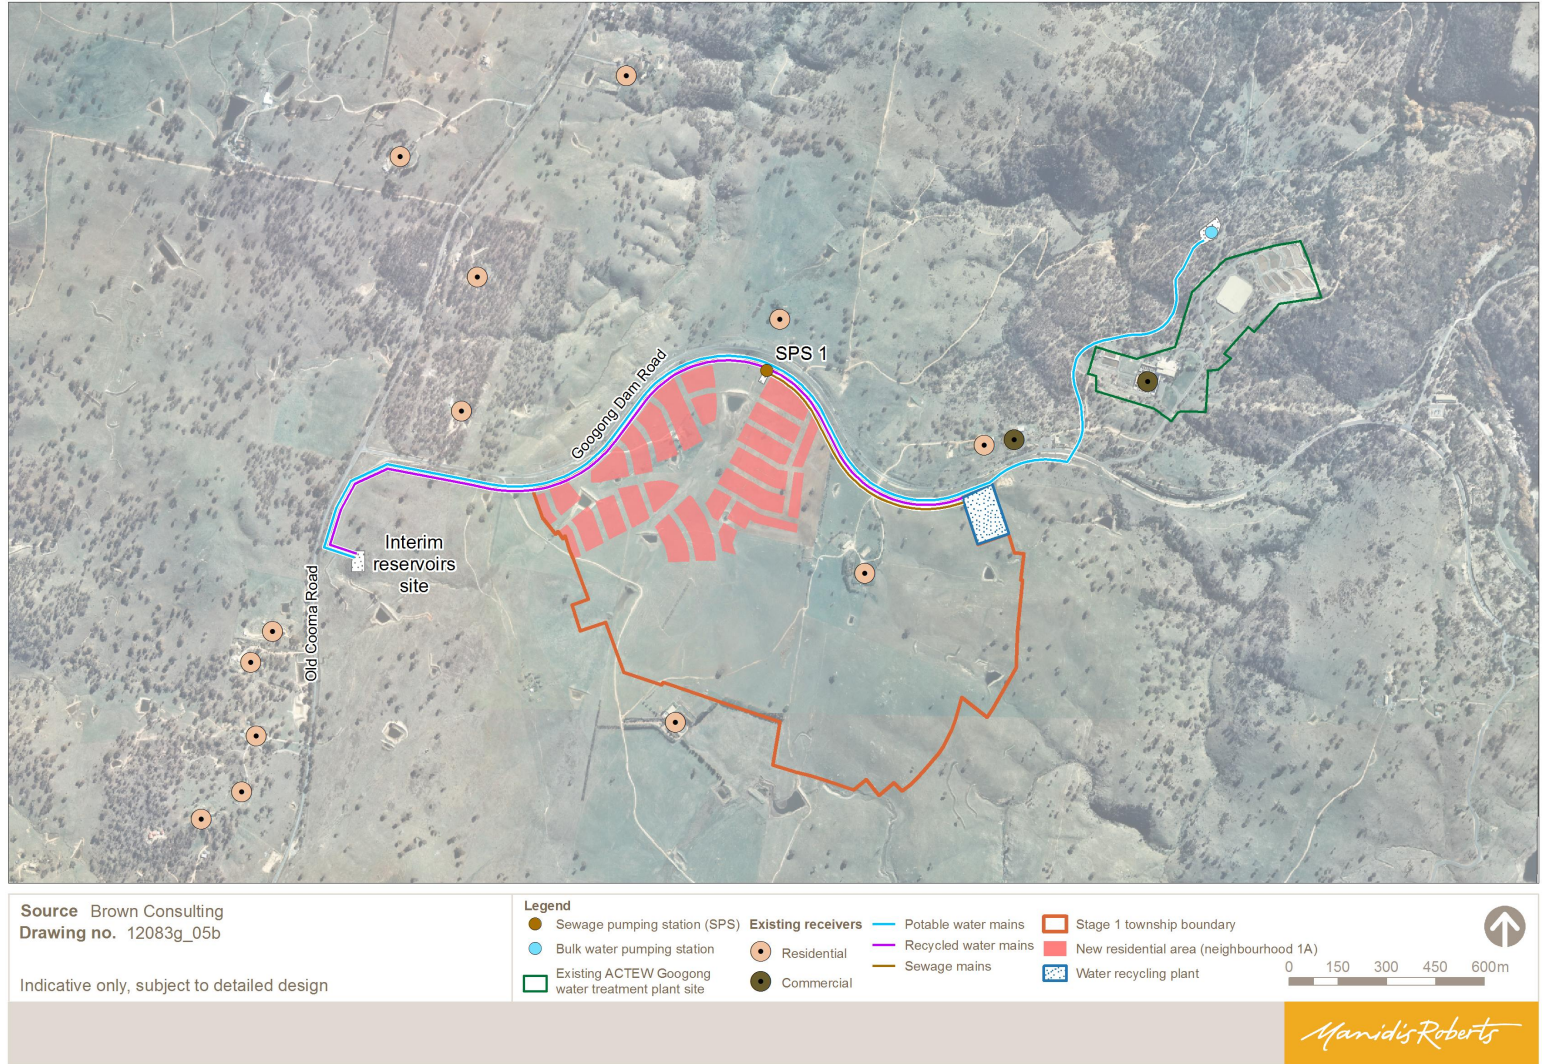 SPS 1
Googong Dam Road
Interim
reservoirs
site
Old Cooma Road
Source Brown Consulting
Drawing no. 12083g_05b
Indicative only, subject to detailed design
Legend
Sewage pumping station (SPS)
Bulk water pumping station
Existing ACTEW Googong
water treatment plant site
Existing receivers
Residential
Commercial
Potable water mains
Recycled water mains
Sewage mains
Stage 1 township boundary
New residential area (neighbourhood 1A)
Water recycling plant
0 150 300 450 600m
Manidis Roberts